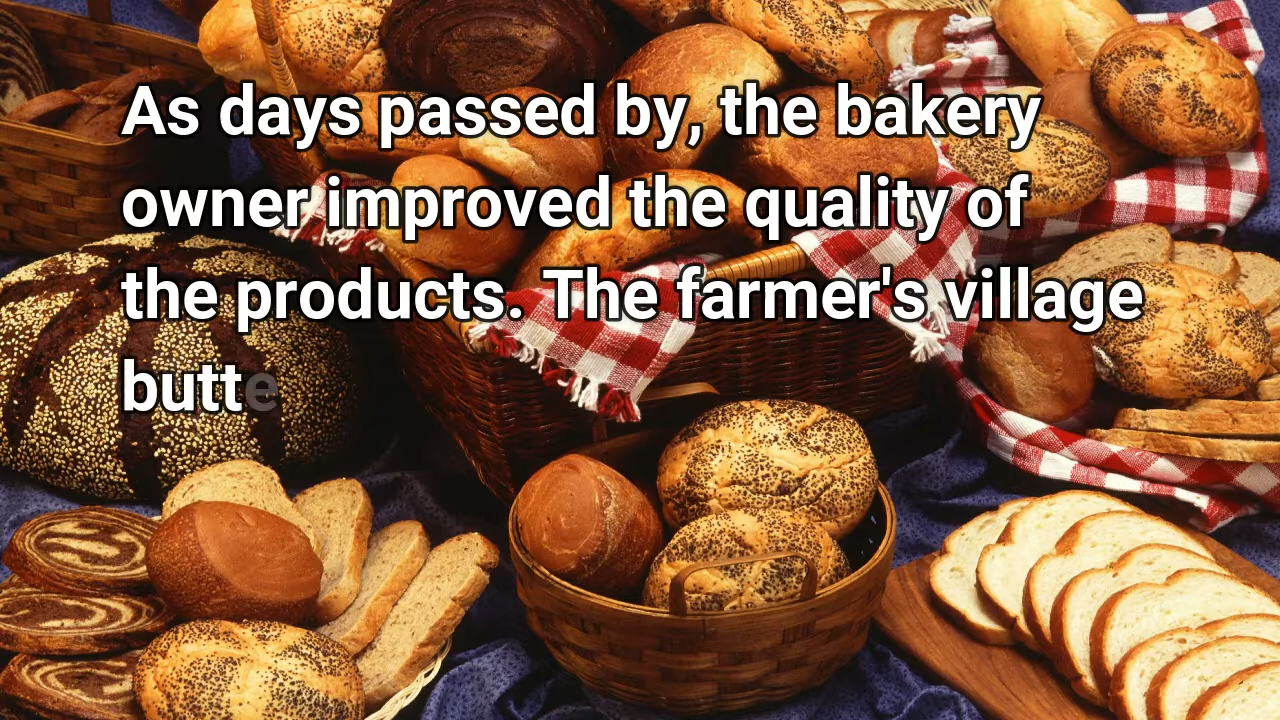 As days passed by, the bakery
owner improved the quality of
the products. The farmer's village
butte